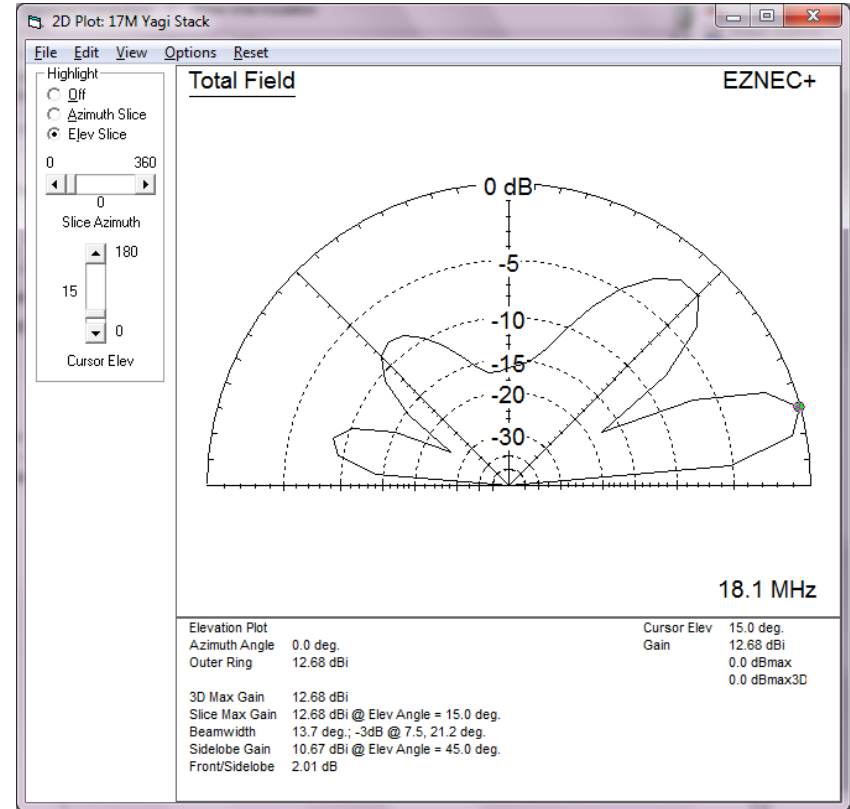 2D Plot: 17M Yagi Stack
File Edit View Options Reset
Highlight
Off
Azimuth Slice
Elev Slice
0 360
0
Slice Azimuth
180
15
0
Cursor Elev
Total Field EZNEC+
0 dB
-5
-10
-15
-20
-30
18.1 MHz
Elevation Plot Cursor Elev 15.0 deg.
Azimuth Angle 0.0 deg. Gain 12.68 dBi
Outer Ring 12.68 dBi 0.0 dBmax
0.0 dBmax3D
3D Max Gain 12.68 dBi
Slice Max Gain 12.68 dBi @ Elev Angle = 15.0 deg.
Beamwidth 13.7 deg.; -3dB @ 7.5, 21.2 deg.
Sidelobe Gain 10.67 dBi @ Elev Angle = 45.0 deg.
Front/Sidelobe 2.01 dB